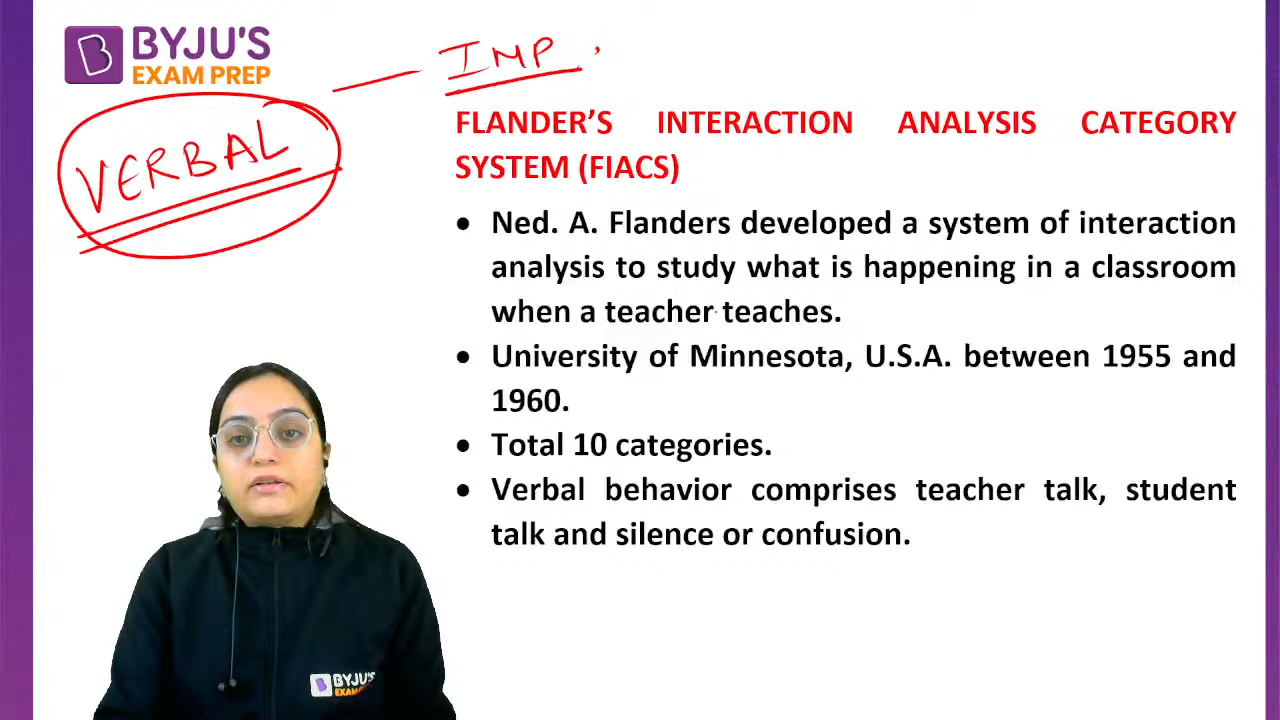 BYJU'S
EXAM PREP
IMP
VERBAL
FLANDER’S INTERACTION ANALYSIS CATEGORY
SYSTEM (FIACS)
• Ned. A. Flanders developed a system of interaction
analysis to study what is happening in a classroom
when a teacher teaches.
• University of Minnesota, U.S.A. between 1955 and
1960.
• Total 10 categories.
• Verbal behavior comprises teacher talk, student
talk and silence or confusion.
BYJU'S
EXAM PREP